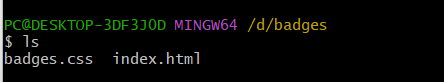 PC@DESKTOP-3DF3J0D MINGW64 /d/badges
$ ls
badges.css  index.html